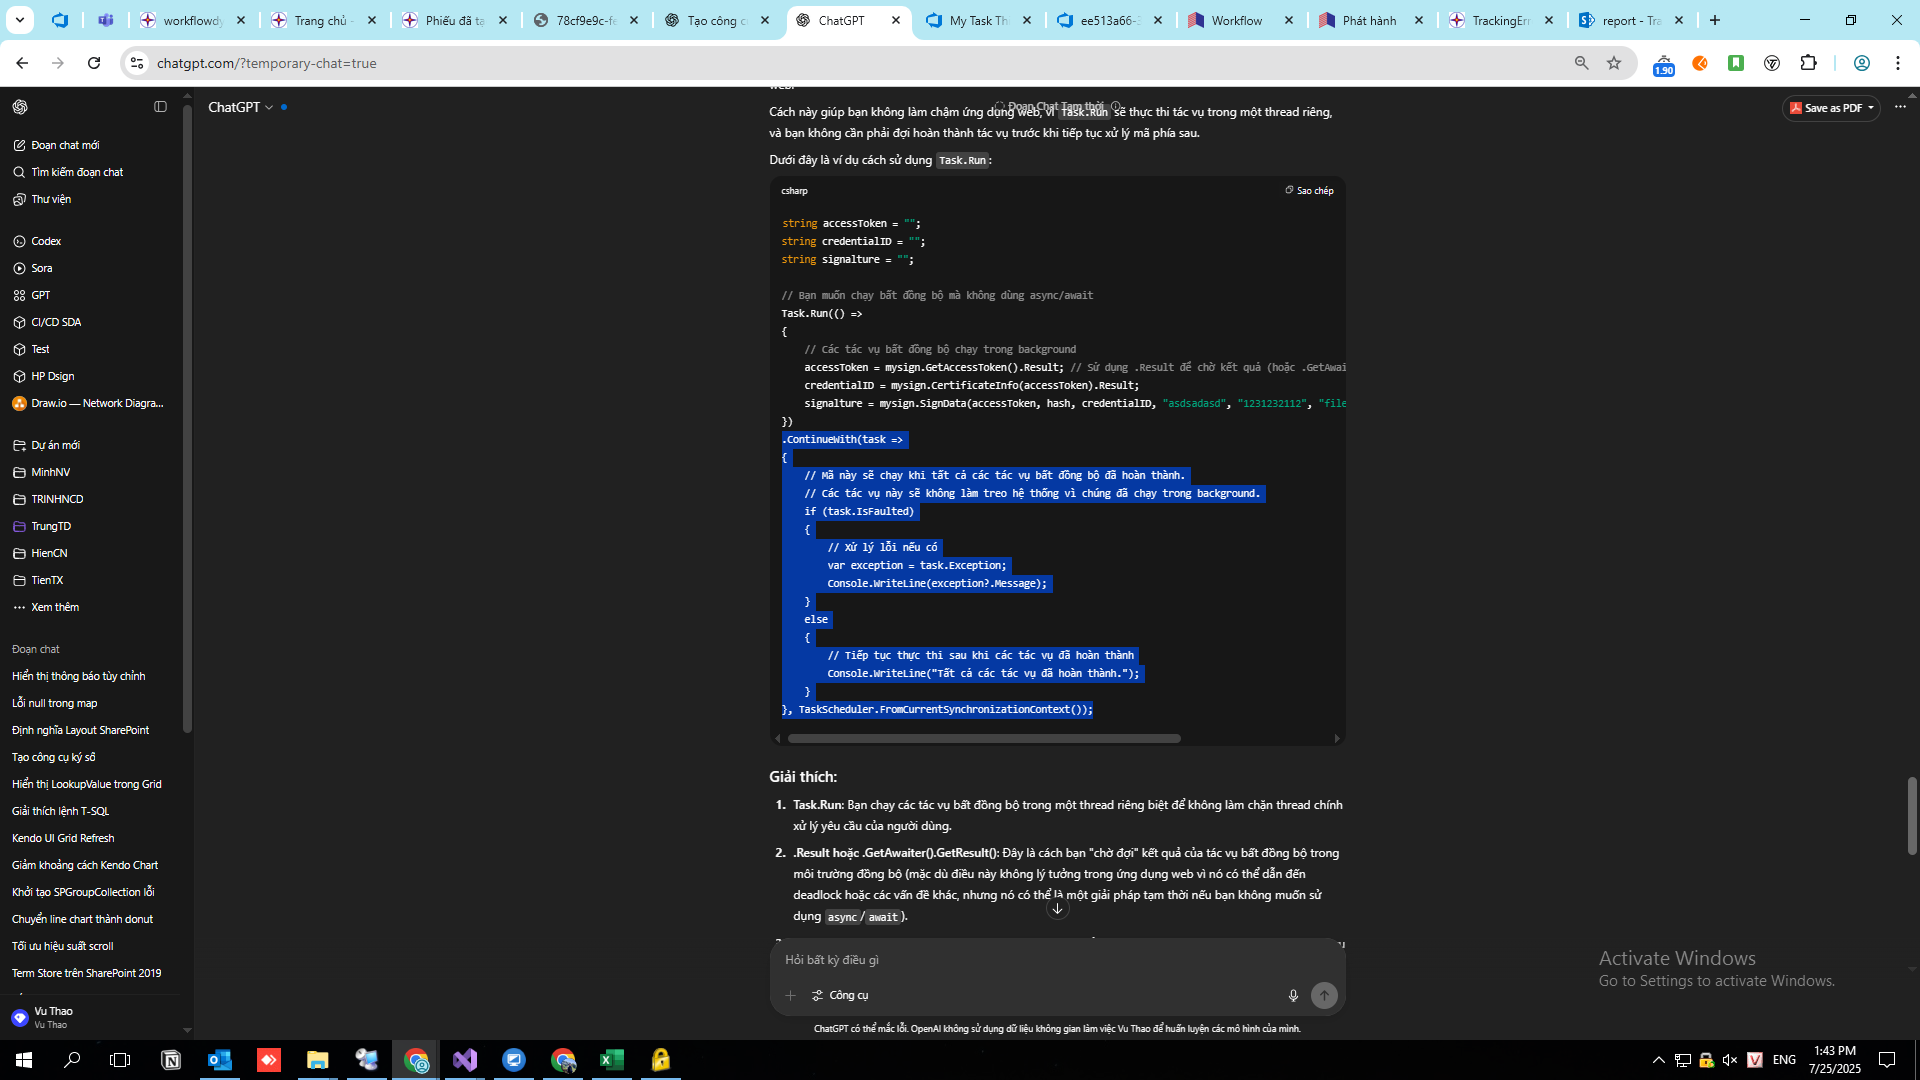 workflowdy
Trang chủ -
Phiếu đã tạ
78cf9e9c-fe
Tạo công c
ChatGPT
My Task Th
ee513a66-3
Workflow
Phát hành
TrackingErr
report - Tra
chatgpt.com/?temporary-chat=true
1.90
ChatGPT
Đoạn Chat Tạm thời
Save as PDF
Đoạn chat mới
Tìm kiếm đoạn chat
Thư viện
Codex
Sora
GPT
CI/CD SDA
Test
HP Dsign
Draw.io — Network Diagra...
Dự án mới
MinhNV
TRINHNCD
TrungTD
HienCN
TienTX
Xem thêm
Đoạn chat
Hiển thị thông báo tùy chỉnh
Lỗi null trong map
Định nghĩa Layout SharePoint
Tạo công cụ ký số
Hiển thị LookupValue trong Grid
Giải thích lệnh T-SQL
Kendo UI Grid Refresh
Giảm khoảng cách Kendo Chart
Khởi tạo SPGroupCollection lỗi
Chuyển line chart thành donut
Tối ưu hiệu suất scroll
Term Store trên SharePoint 2019
Vu Thao
Vu Thao
web.
Cách này giúp bạn không làm chậm ứng dụng web, vì Task.Run sẽ thực thi tác vụ trong một thread riêng,
và bạn không cần phải đợi hoàn thành tác vụ trước khi tiếp tục xử lý mã phía sau.
Dưới đây là ví dụ cách sử dụng Task.Run:
csharp
Sao chép
string accessToken = "";
string credentialID = "";
string signalture = "";
// Bạn muốn chạy bất đồng bộ mà không dùng async/await
Task.Run(() =>
{
// Các tác vụ bất đồng bộ chạy trong background
accessToken = mysign.GetAccessToken().Result; // Sử dụng .Result để chờ kết quả (hoặc .GetAwai
credentialID = mysign.CertificateInfo(accessToken).Result;
signalture = mysign.SignData(accessToken, hash, credentialID, "asdsadasd", "1231232112", "file
})
.ContinueWith(task =>
{
// Mã này sẽ chạy khi tất cả các tác vụ bất đồng bộ đã hoàn thành.
// Các tác vụ này sẽ không làm treo hệ thống vì chúng đã chạy trong background.
if (task.IsFaulted)
{
// Xử lý lỗi nếu có
var exception = task.Exception;
Console.WriteLine(exception?.Message);
}
else
{
// Tiếp tục thực thi sau khi các tác vụ đã hoàn thành
Console.WriteLine("Tất cả các tác vụ đã hoàn thành.");
}
}, TaskScheduler.FromCurrentSynchronizationContext());
Giải thích:
1. Task.Run: Bạn chạy các tác vụ bất đồng bộ trong một thread riêng biệt để không làm chặn thread chính
xử lý yêu cầu của người dùng.
2. .Result hoặc .GetAwaiter().GetResult(): Đây là cách bạn "chờ đợi" kết quả của tác vụ bất đồng bộ trong
môi trường đồng bộ (mặc dù điều này không lý tưởng trong ứng dụng web vì nó có thể dẫn đến
deadlock hoặc các vấn đề khác, nhưng nó có thể là một giải pháp tạm thời nếu bạn không muốn sử
dụng async/await).
Hỏi bất kỳ điều gì
Công cụ
ChatGPT có thể mắc lỗi. OpenAI không sử dụng dữ liệu không gian làm việc Vu Thao để huấn luyện các mô hình của mình.
Activate Windows
Go to Settings to activate Windows.
ENG
1:43 PM
7/25/2025